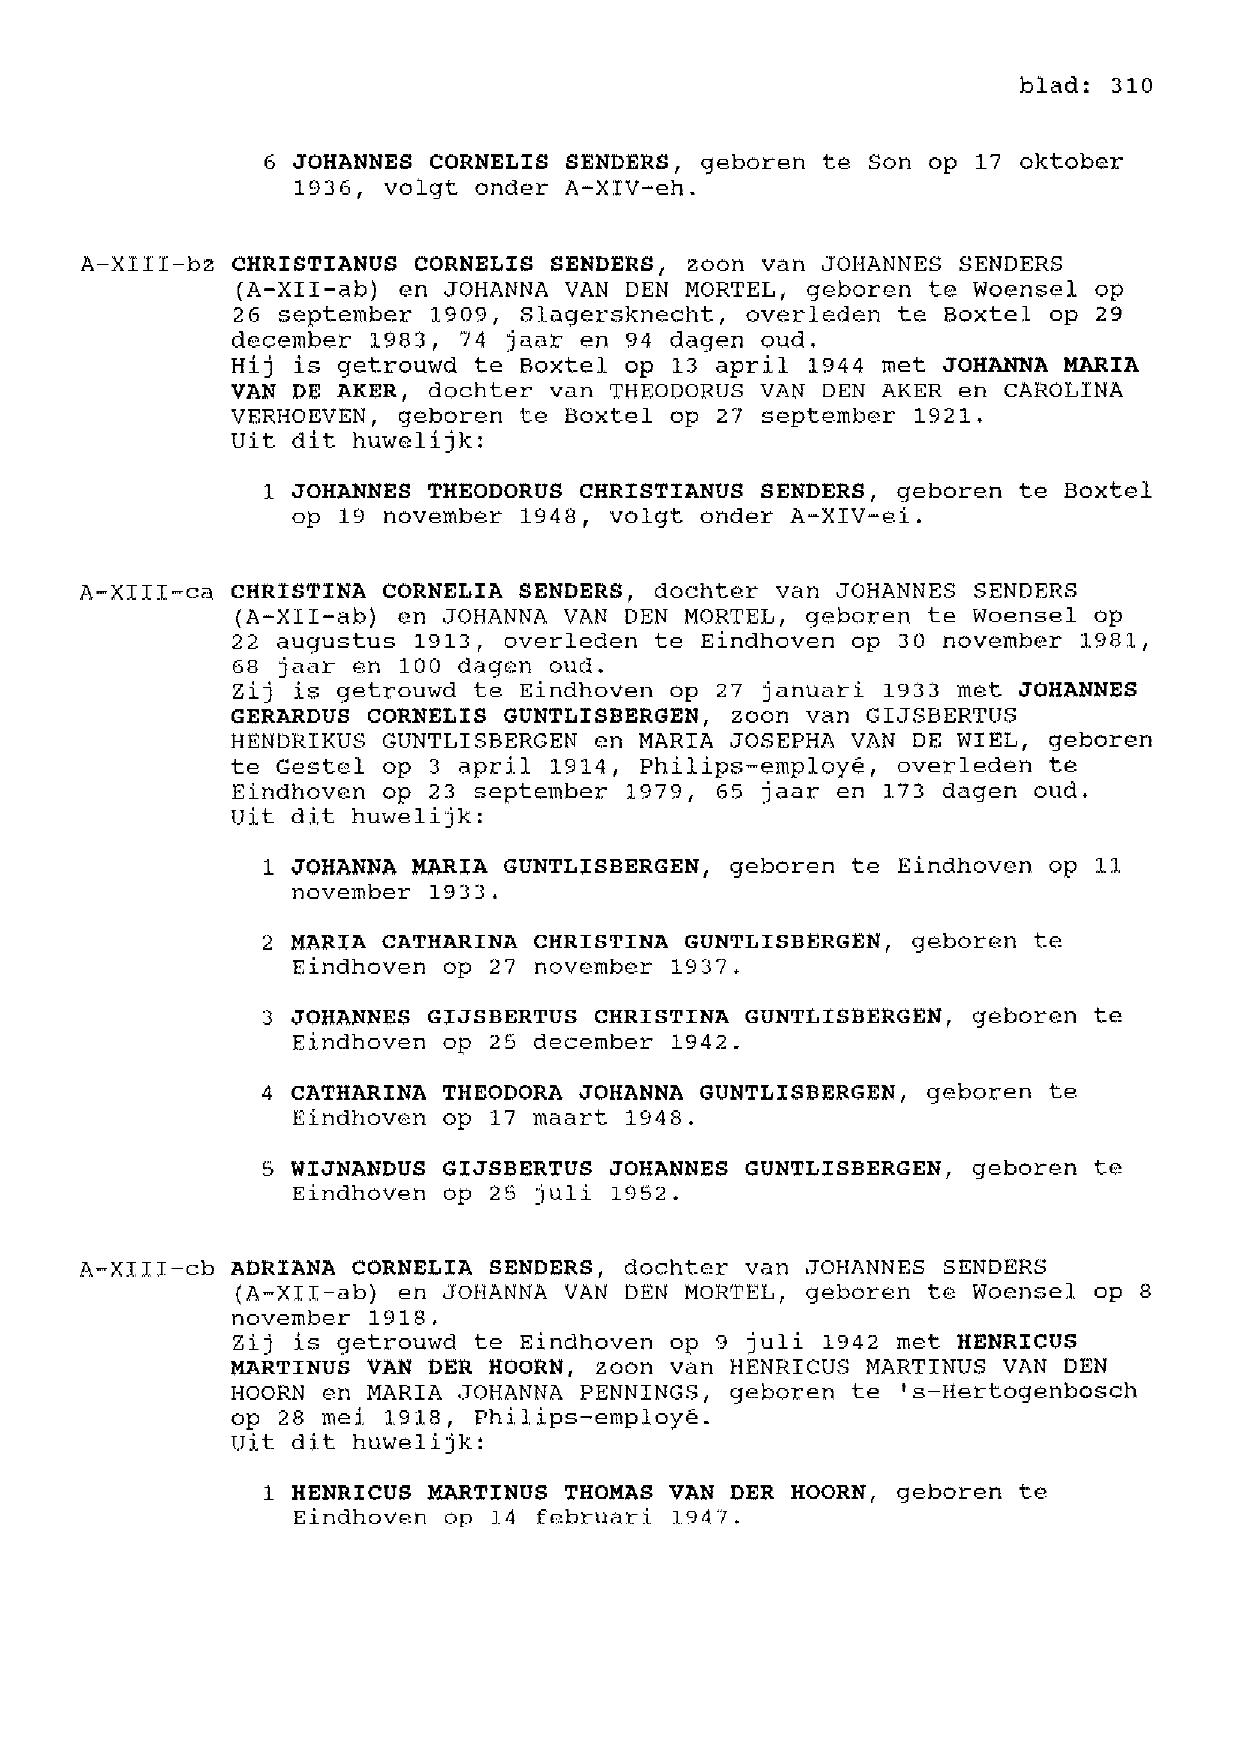 blad: 310
6 JOHANNES CORNELIS SENDERS, geboren te Son op 17 oktober
1936, volgt onder A-XIV-eh.
A-XIII-bz CHRISTIANUS CORNELIS SENDERS, zoon van JOHANNES SENDERS
(A-XII-ab) en JOHANNA VAN DEN MORTEL, geboren te Woensel op
26 september 1909, Slagersknecht, overleden te Boxtel op 29
december 1983, 74 jaar en 94 dagen oud.
Hij is getrouwd te Boxtel op 13 april 1944 met JOHANNA MARIA
VAN DE AKER, dochter van THEODORUS VAN DEN AKER en CAROLINA
VERHOEVEN, geboren te Boxtel op 27 september 1921.
Uit dit huwelijk:
1 JOHANNES THEODORUS CHRISTIANUS SENDERS, geboren te Boxtel
op 19 november 1948, volgt onder A-XIV-ei.
A-XIII-ca CHRISTINA CORNELIA SENDERS, dochter van JOHANNES SENDERS
(A-XII-ab) en JOHANNA VAN DEN MORTEL, geboren te Woensel op
22 augustus 1913, overleden te Eindhoven op 30 november 1981,
68 jaar en 100 dagen oud.
Zij is getrouwd te Eindhoven op 27 januari 1933 met JOHANNES
GERARDUS CORNELIS GUNTLISBERGEN, zoon van GIJSBERTUS
HENDRIKUS GUNTLISBERGEN en MARIA JOSEPHA VAN DE WIEL, geboren
te Gestel op 3 april 1914, Philips-employé, overleden te
Eindhoven op 23 september 1979, 65 jaar en 173 dagen oud.
Uit dit huwelijk:
1 JOHANNA MARIA GUNTLISBERGEN, geboren te Eindhoven op 11
november 1933.
2 MARIA CATHARINA CHRISTINA GUNTLISBERGEN, geboren te
Eindhoven op 27 november 1937.
3 JOHANNES GIJSBERTUS CHRISTINA GUNTLISBERGEN, geboren te
Eindhoven op 25 december 1942.
4 CATHARINA THEODORA JOHANNA GUNTLISBERGEN, geboren te
Eindhoven op 17 maart 1948.
5 WIJNANDUS GIJSBERTUS JOHANNES GUNTLISBERGEN, geboren te
Eindhoven op 25 juli 1952.
A-XIII-cb ADRIANA CORNELIA SENDERS, dochter van JOHANNES SENDERS
(A-XII-ab) en JOHANNA VAN DEN MORTEL, geboren te Woensel op 8
november 1918.
Zij is getrouwd te Eindhoven op 9 juli 1942 met HENRICUS
MARTINUS VAN DER HOORN, zoon van HENRICUS MARTINUS VAN DEN
HOORN en MARIA JOHANNA PENNINGS, geboren te 's-Hertogenbosch
op 28 mei 1918, Philips-employé.
Uit dit huwelijk:
1 HENRICUS MARTINUS THOMAS VAN DER HOORN, geboren te
Eindhoven op 14 februari 1947.